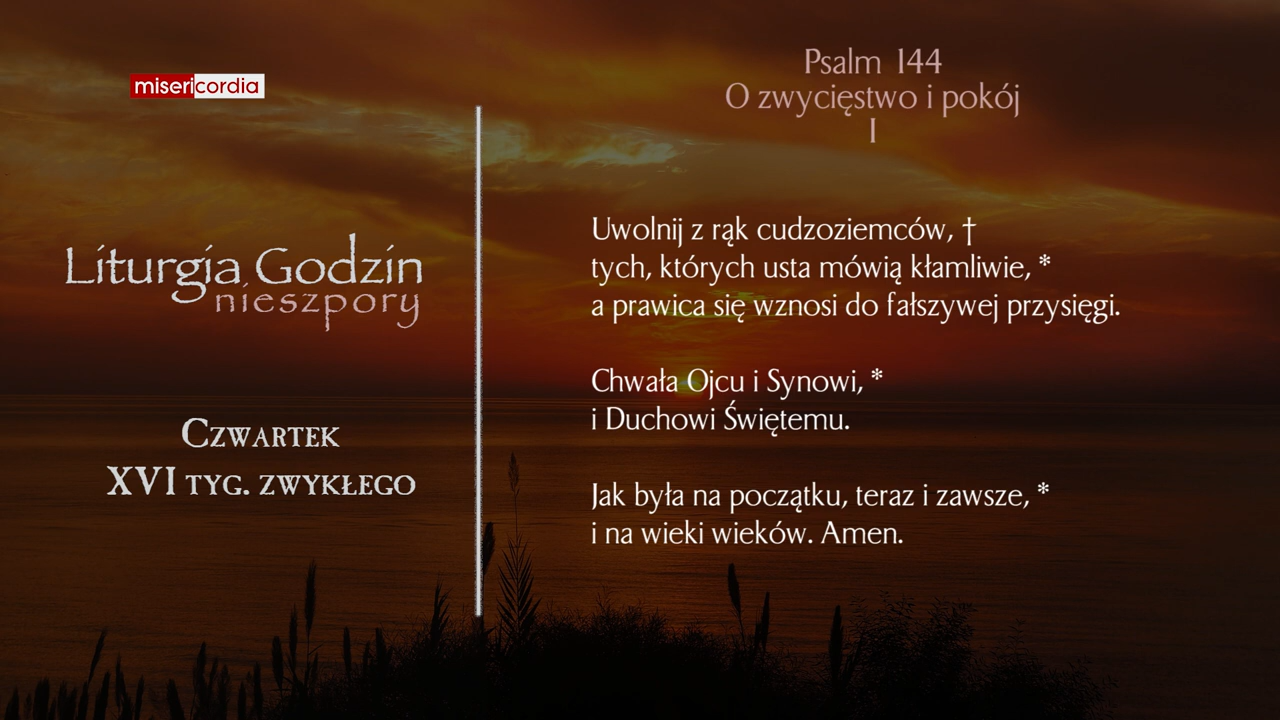 misericordia
Liturgia Godzin
nieszpory
Czwartek
XVI tyg. zwykłego
Psalm 144
O zwycięstwo i pokój
I
Uwolnij z rąk cudzoziemców, †
tych, których usta mówią kłamliwie, *
a prawica się wznosi do fałszywej przysięgi.
Chwała Ojcu i Synowi, *
i Duchowi Świętemu.
Jak była na początku, teraz i zawsze, *
i na wieki wieków. Amen.